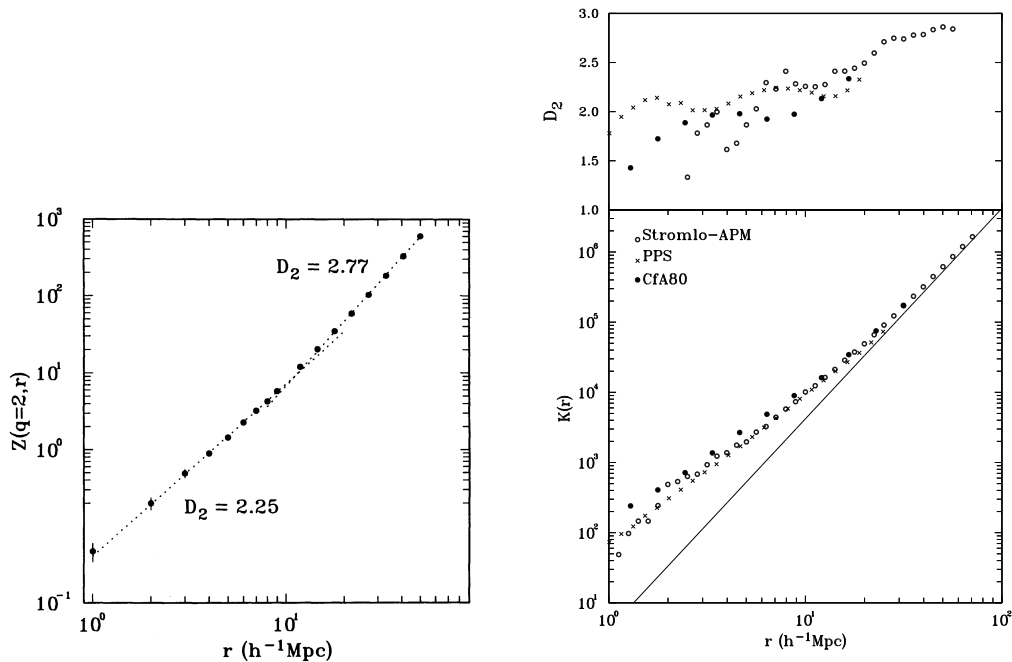 10³
10²
10¹
10⁰
10⁻¹
Z(q=2,r)
D₂ = 2.77
D₂ = 2.25
10⁰
10¹
r (h⁻¹Mpc)
3.0
2.5
2.0
1.5
1.0
D₂
Stromlo−APM
PPS
CfA80
10⁶
10⁵
10⁴
10³
10²
10¹
K(r)
10⁰
10¹
10²
r (h⁻¹Mpc)